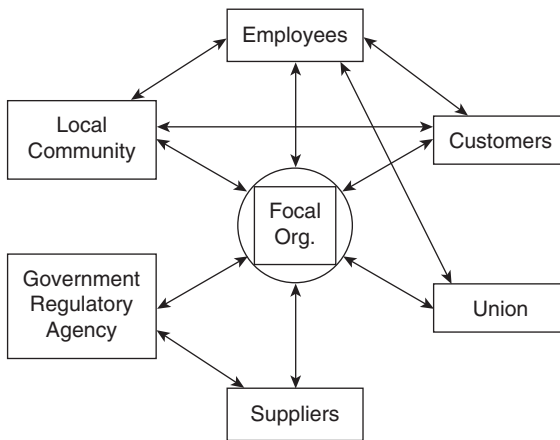 Employees
Local
Community
Customers
Focal
Org.
Government
Regulatory
Agency
Union
Suppliers